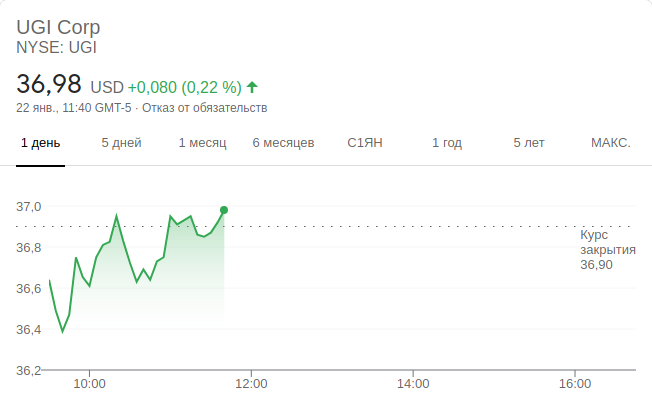 UGI Corp
NYSE: UGI
36,98 USD +0,080 (0,22 %)
22 янв., 11:40 GMT-5 · Отказ от обязательств
1 день 5 дней 1 месяц 6 месяцев С1ЯН 1 год 5 лет МАКС.
37,0
36,8
36,6
36,4
36,2
Курс
закрытия
36,90
10:00 12:00 14:00 16:00